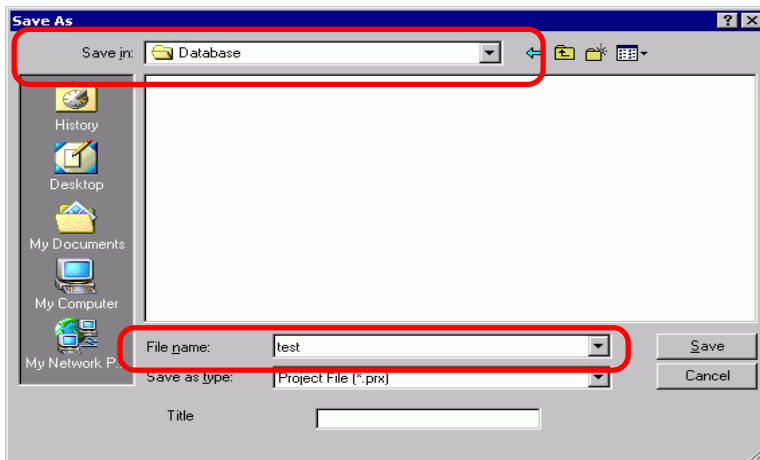 Save As
Save in: Database
History
Desktop
My Documents
My Computer
My Network P...
File name: test Save
Save as type: Project File (*.prx) Cancel
Title